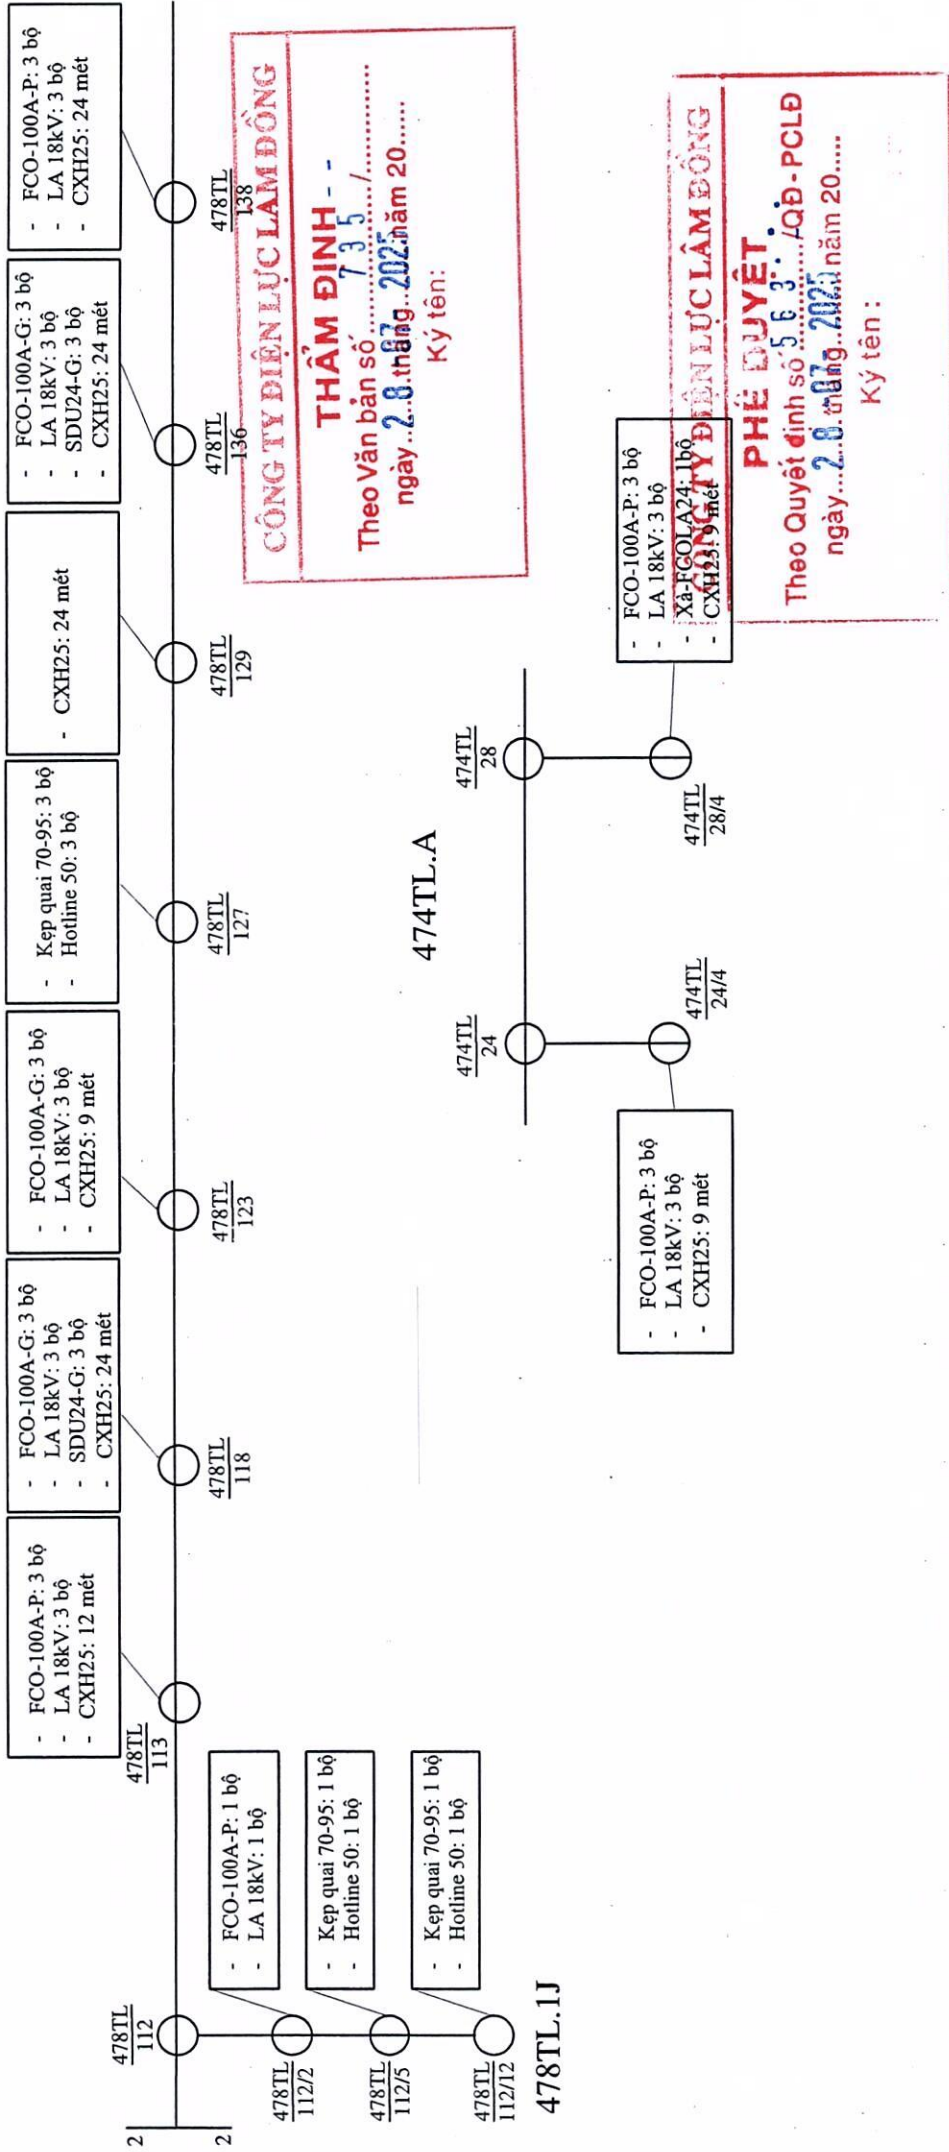 2
2
478TL
112
478TL
112/2
478TL
112/5
478TL
112/12
478TL.1J
- FCO-100A-P: 1 bộ
- LA 18kV: 1 bộ
- Kẹp quai 70-95: 1 bộ
- Hotline 50: 1 bộ
- Kẹp quai 70-95: 1 bộ
- Hotline 50: 1 bộ
- FCO-100A-P: 3 bộ
- LA 18kV: 3 bộ
- CXH25: 12 mét
478TL
113
- FCO-100A-G: 3 bộ
- LA 18kV: 3 bộ
- SDU24-G: 3 bộ
- CXH25: 24 mét
478TL
118
- FCO-100A-G: 3 bộ
- LA 18kV: 3 bộ
- CXH25: 9 mét
478TL
123
- Kẹp quai 70-95: 3 bộ
- Hotline 50: 3 bộ
478TL
127
- CXH25: 24 mét
478TL
129
- FCO-100A-G: 3 bộ
- LA 18kV: 3 bộ
- SDU24-G: 3 bộ
- CXH25: 24 mét
478TL
136
- FCO-100A-P: 3 bộ
- LA 18kV: 3 bộ
- CXH25: 24 mét
478TL
138
CÔNG TY ĐIỆN LỰC LÂM ĐỒNG
THẨM ĐỊNH
Theo Văn bản số 735 /
ngày 28 tháng 07 2025 năm 20......
Ký tên:
474TL.A
474TL
24
474TL
28
474TL
24/4
474TL
28/4
- FCO-100A-P: 3 bộ
- LA 18kV: 3 bộ
- CXH25: 9 mét
- FCO-100A-P: 3 bộ
- LA 18kV: 3 bộ
- Xà-FCOLA24: 1bộ
- CXH25: 9 mét
CÔNG TY ĐIỆN LỰC LÂM ĐỒNG
PHÊ DUYỆT
Theo Quyết định số 563 /QĐ-PCLĐ
ngày 28 tháng 07 2025 năm 20.....
Ký tên: